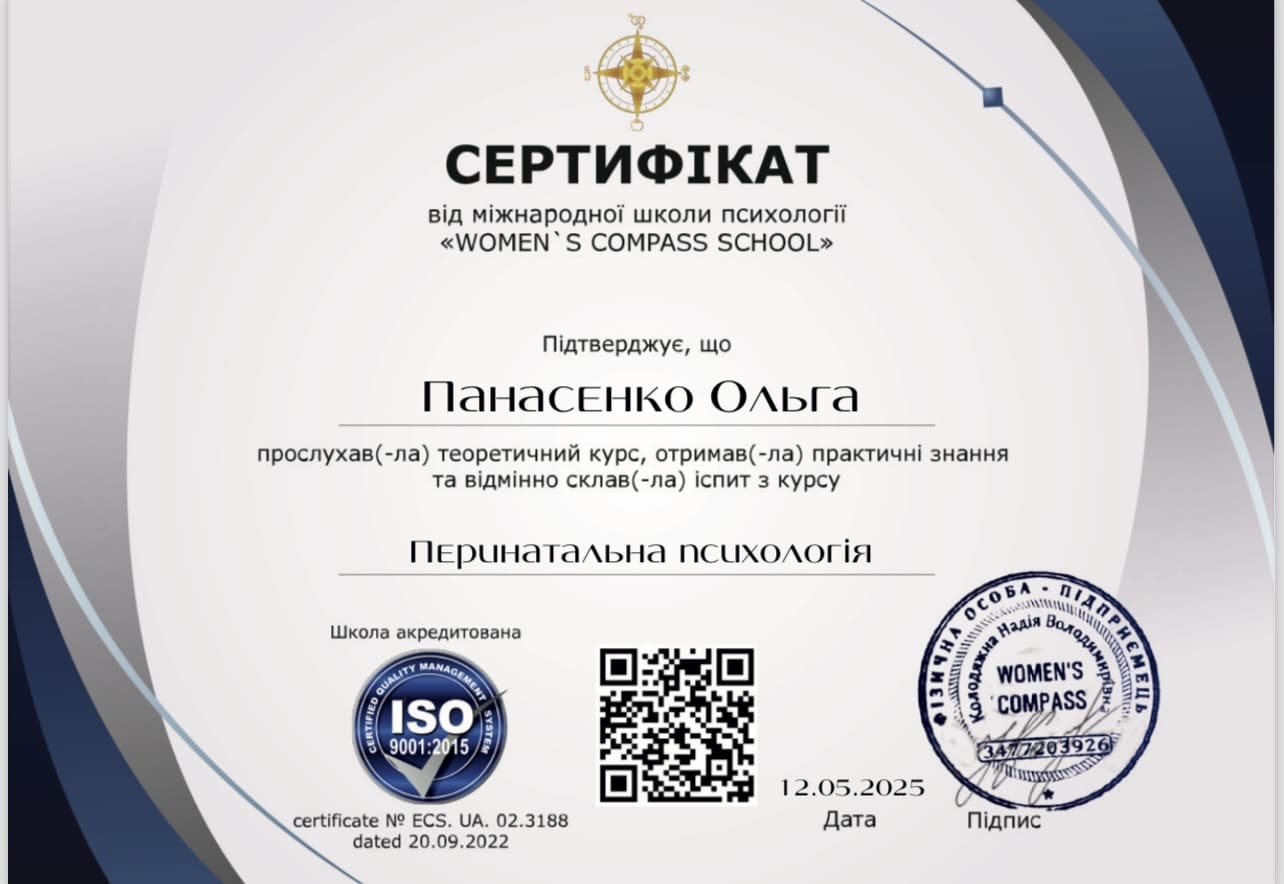 СЕРТИФІКАТ
від міжнародної школи психології
«WOMEN`S COMPASS SCHOOL»
Підтверджує, що
Панасенко Ольга
прослухав(-ла) теоретичний курс, отримав(-ла) практичні знання
та відмінно склав(-ла) іспит з курсу
Перинатальна психологія
Школа акредитована
CERTIFIED QUALITY MANAGEMENT SYSTEM
ISO
9001:2015
certificate № ECS. UA. 02.3188
dated 20.09.2022
12.05.2025
Дата
ФІЗИЧНА ОСОБА - ПІДПРИЄМЕЦЬ
Колодяжна Надія Володимирівна
WOMEN'S
COMPASS
3477203926
Підпис